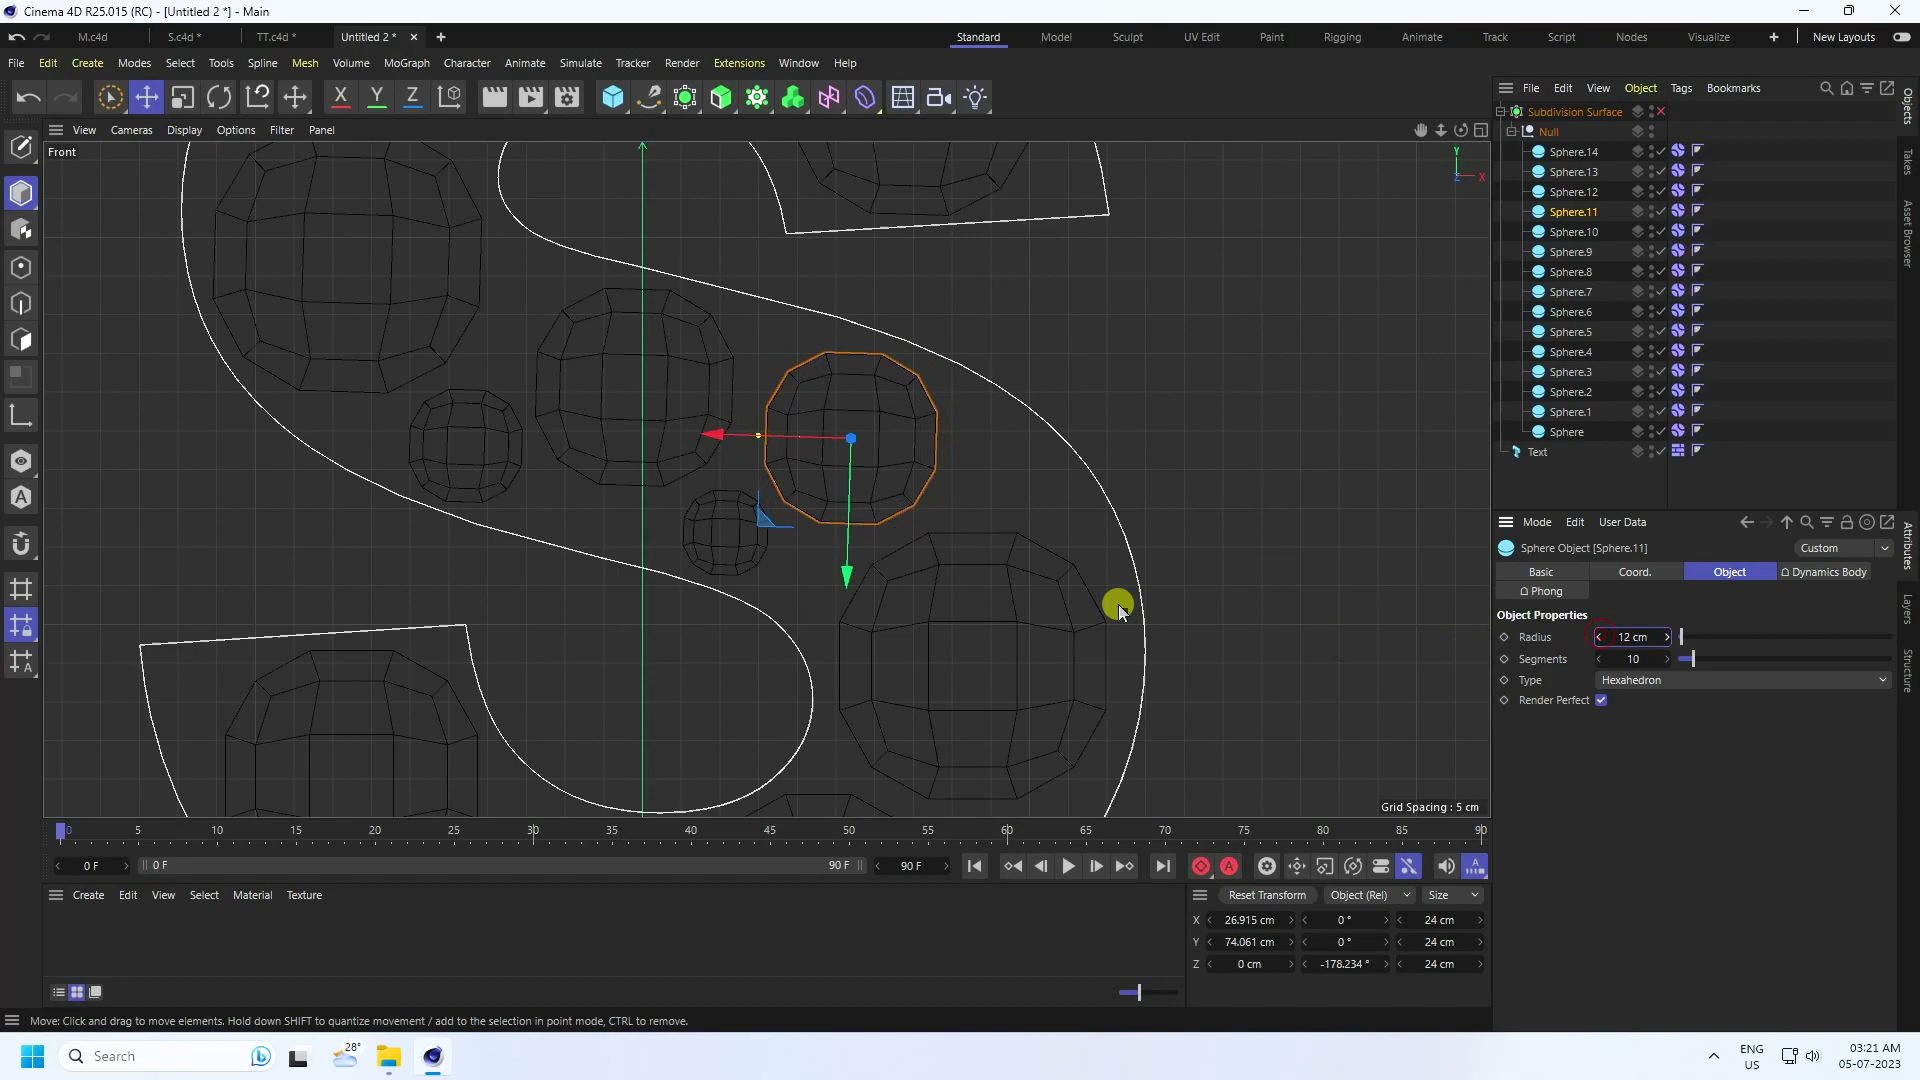 Cinema 4D R25.015 (RC) - [Untitled 2 *] - Main
M.c4d S.c4d * TT.c4d * Untitled 2 * Standard Model Sculpt UV Edit Paint Rigging Animate Track Script Nodes Visualize New Layouts
File Edit Create Modes Select Tools Spline Mesh Volume MoGraph Character Animate Simulate Tracker Render Extensions Window Help
X Y Z
File Edit View Object Tags Bookmarks
Objects
Takes
Asset Browser
View Cameras Display Options Filter Panel
Front
Y
X
Z
Subdivision Surface
Null
Sphere.14
Sphere.13
Sphere.12
Sphere.11
Sphere.10
Sphere.9
Sphere.8
Sphere.7
Sphere.6
Sphere.5
Sphere.4
Sphere.3
Sphere.2
Sphere.1
Sphere
Text
Mode Edit User Data
Attributes
Layers
Structure
Sphere Object [Sphere.11] Custom
Basic Coord. Object Dynamics Body
Phong
Object Properties
Radius 12 cm
Segments 10
Type Hexahedron
Render Perfect
Grid Spacing : 5 cm
0 5 10 15 20 25 30 35 40 45 50 55 60 65 70 75 80 85 90
0 F 0 F 90 F 90 F
Create Edit View Select Material Texture
Reset Transform Object (Rel) Size
X 26.915 cm 0 ° 24 cm
Y 74.061 cm 0 ° 24 cm
Z 0 cm -178.234 ° 24 cm
Move: Click and drag to move elements. Hold down SHIFT to quantize movement / add to the selection in point mode, CTRL to remove.
Search 28° ENG 03:21 AM
US 05-07-2023